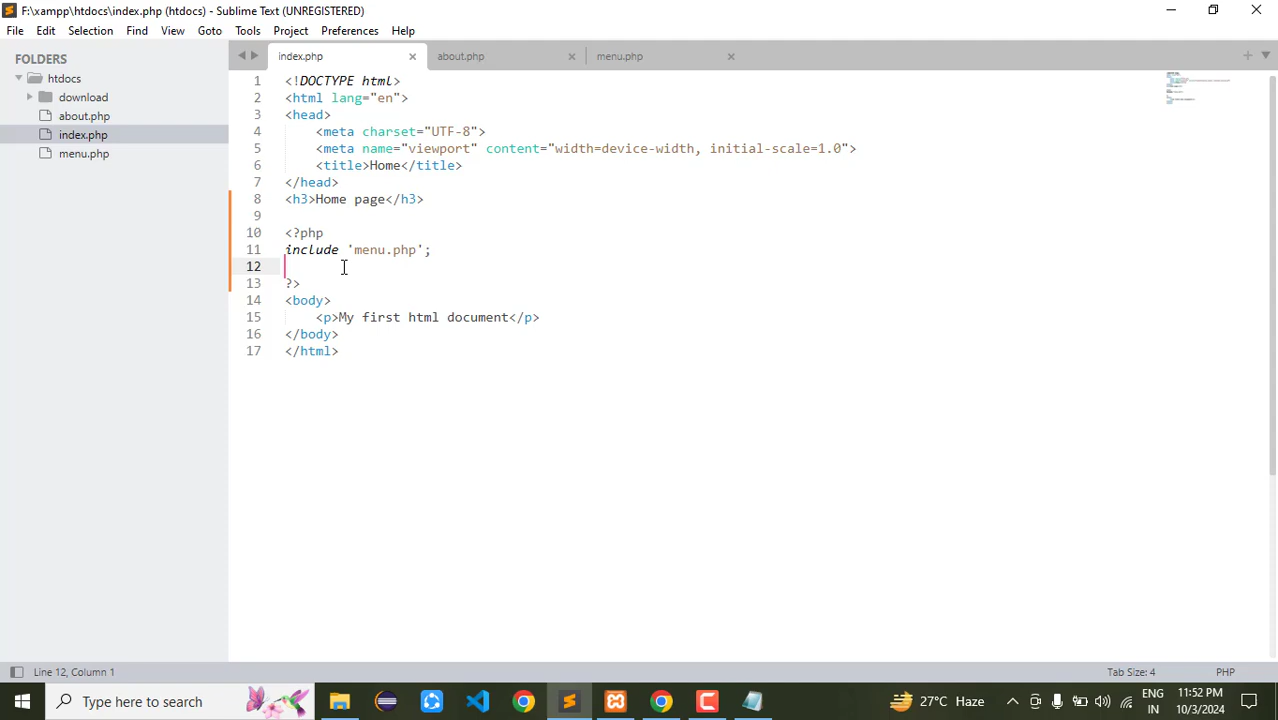 F:\xampp\htdocs\index.php (htdocs) - Sublime Text (UNREGISTERED)
File Edit Selection Find View Goto Tools Project Preferences Help
FOLDERS
htdocs
download
about.php
index.php
menu.php
index.php about.php menu.php
1 <!DOCTYPE html>
2 <html lang="en">
3 <head>
4 <meta charset="UTF-8">
5 <meta name="viewport" content="width=device-width, initial-scale=1.0">
6 <title>Home</title>
7 </head>
8 <h3>Home page</h3>
9
10 <?php
11 include 'menu.php';
12
13 ?>
14 <body>
15 <p>My first html document</p>
16 </body>
17 </html>
Line 12, Column 1
Tab Size: 4 PHP
Type here to search
27°C Haze
ENG
IN
11:52 PM
10/3/2024